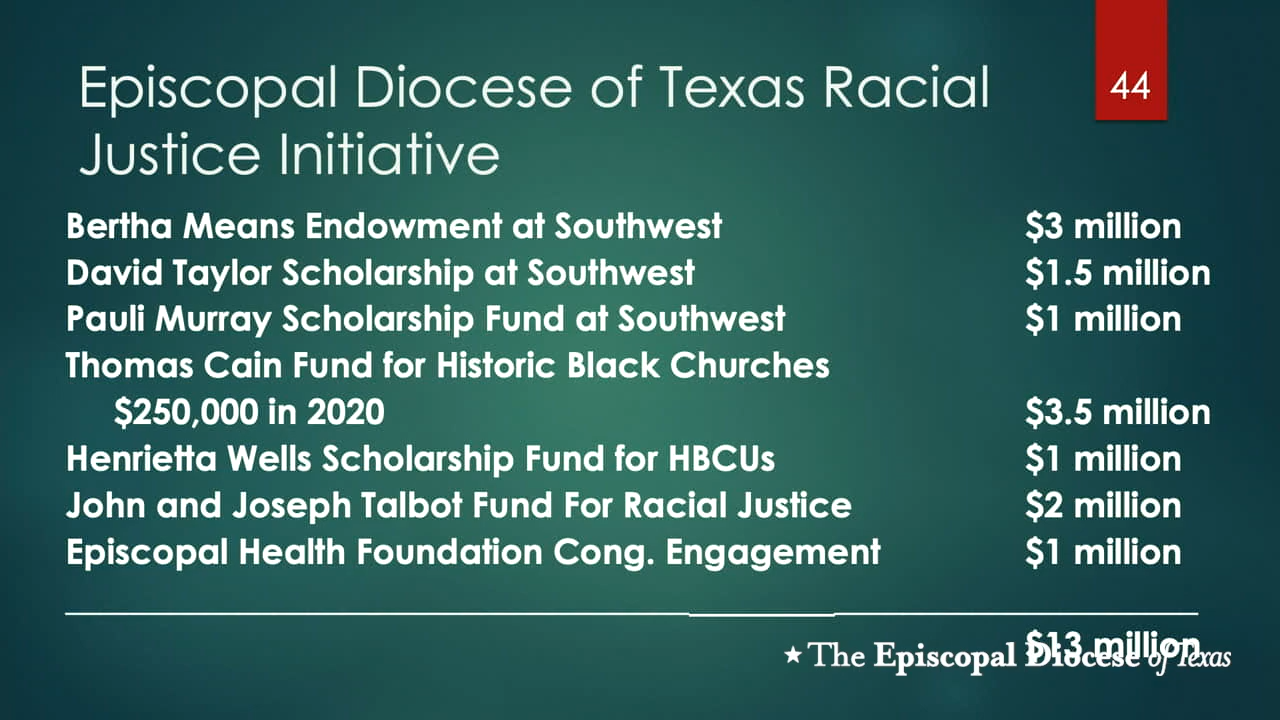 Episcopal Diocese of Texas Racial
Justice Initiative
44
Bertha Means Endowment at Southwest $3 million
David Taylor Scholarship at Southwest $1.5 million
Pauli Murray Scholarship Fund at Southwest $1 million
Thomas Cain Fund for Historic Black Churches
$250,000 in 2020 $3.5 million
Henrietta Wells Scholarship Fund for HBCUs $1 million
John and Joseph Talbot Fund For Racial Justice $2 million
Episcopal Health Foundation Cong. Engagement $1 million
$13 million
The Episcopal Diocese of Texas